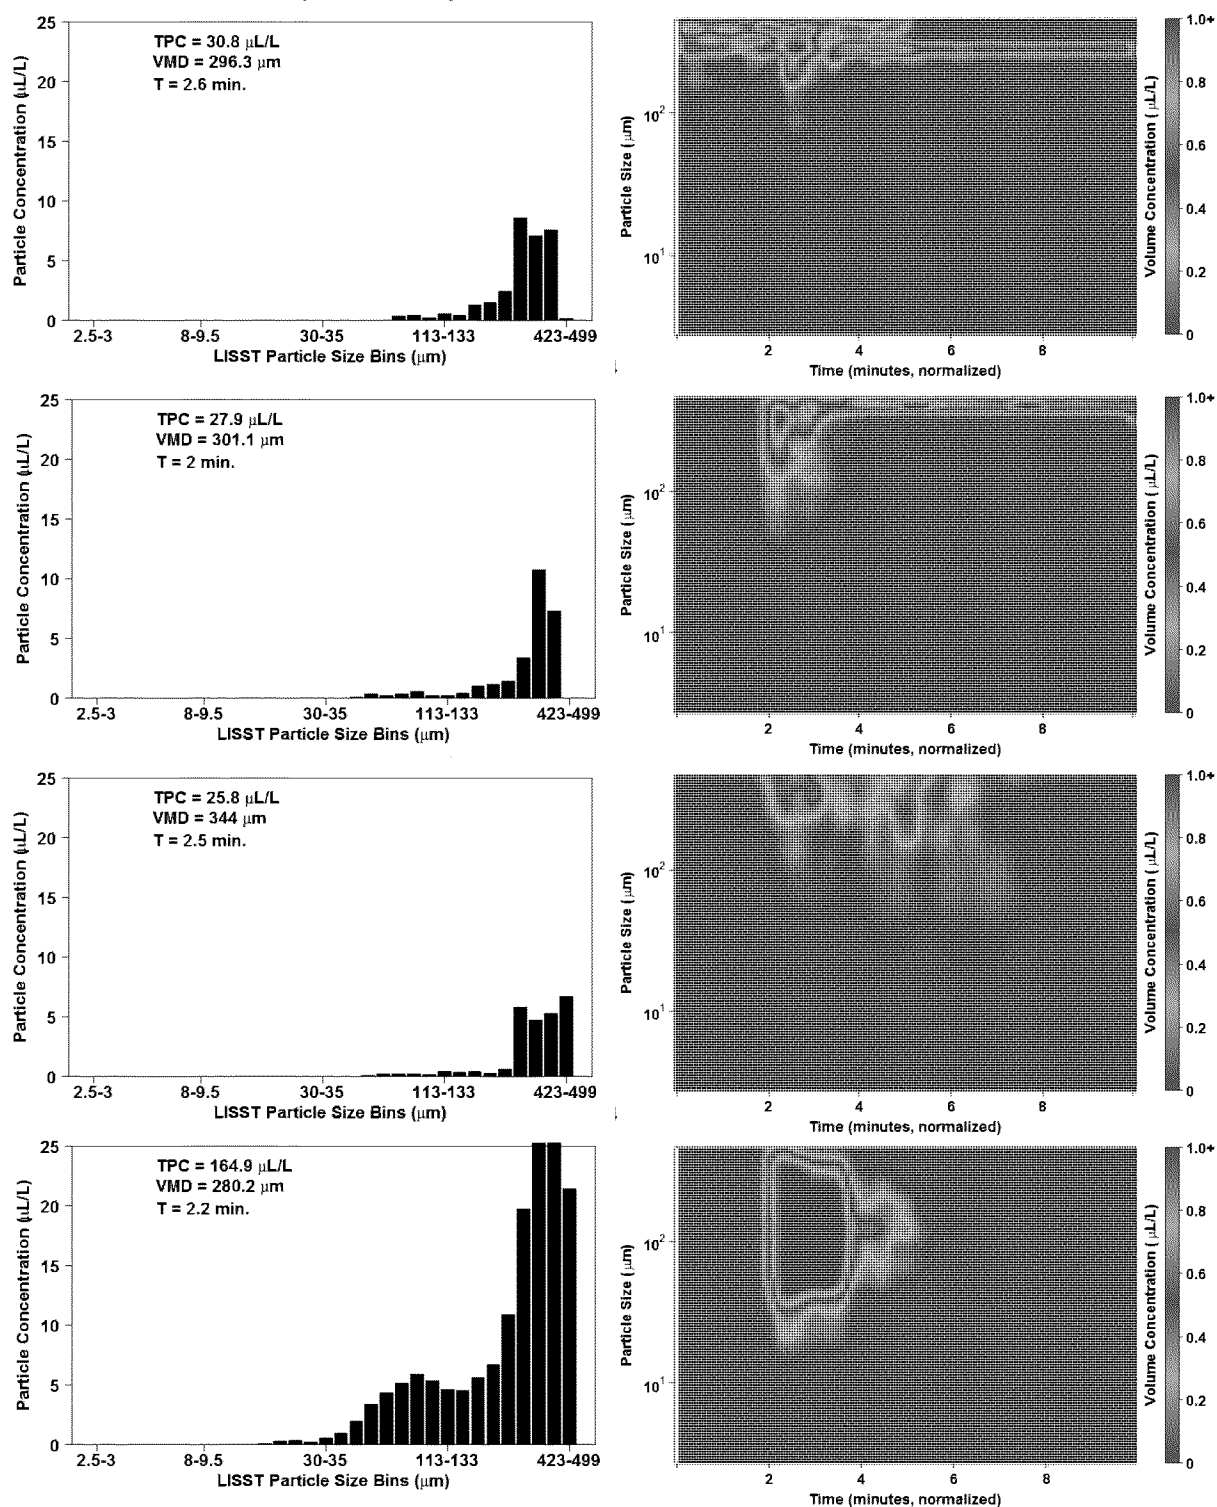 25
20
15
10
5
0
Particle Concentration (µL/L)
TPC = 30.8 µL/L
VMD = 296.3 µm
T = 2.6 min.
2.5-3 8-9.5 30-35 113-133 423-499
LISST Particle Size Bins (µm)
Particle Size (µm)
10²
10¹
2 4 6 8
Time (minutes, normalized)
Volume Concentration ( µL/L)
1.0+
0.8
0.6
0.4
0.2
0
25
20
15
10
5
0
Particle Concentration (µL/L)
TPC = 27.9 µL/L
VMD = 301.1 µm
T = 2 min.
2.5-3 8-9.5 30-35 113-133 423-499
LISST Particle Size Bins (µm)
Particle Size (µm)
10²
10¹
2 4 6 8
Time (minutes, normalized)
Volume Concentration ( µL/L)
1.0+
0.8
0.6
0.4
0.2
0
25
20
15
10
5
0
Particle Concentration (µL/L)
TPC = 25.8 µL/L
VMD = 344 µm
T = 2.5 min.
2.5-3 8-9.5 30-35 113-133 423-499
LISST Particle Size Bins (µm)
Particle Size (µm)
10²
10¹
2 4 6 8
Time (minutes, normalized)
Volume Concentration ( µL/L)
1.0+
0.8
0.6
0.4
0.2
0
25
20
15
10
5
0
Particle Concentration (µL/L)
TPC = 164.9 µL/L
VMD = 280.2 µm
T = 2.2 min.
2.5-3 8-9.5 30-35 113-133 423-499
LISST Particle Size Bins (µm)
Particle Size (µm)
10²
10¹
2 4 6 8
Time (minutes, normalized)
Volume Concentration ( µL/L)
1.0+
0.8
0.6
0.4
0.2
0